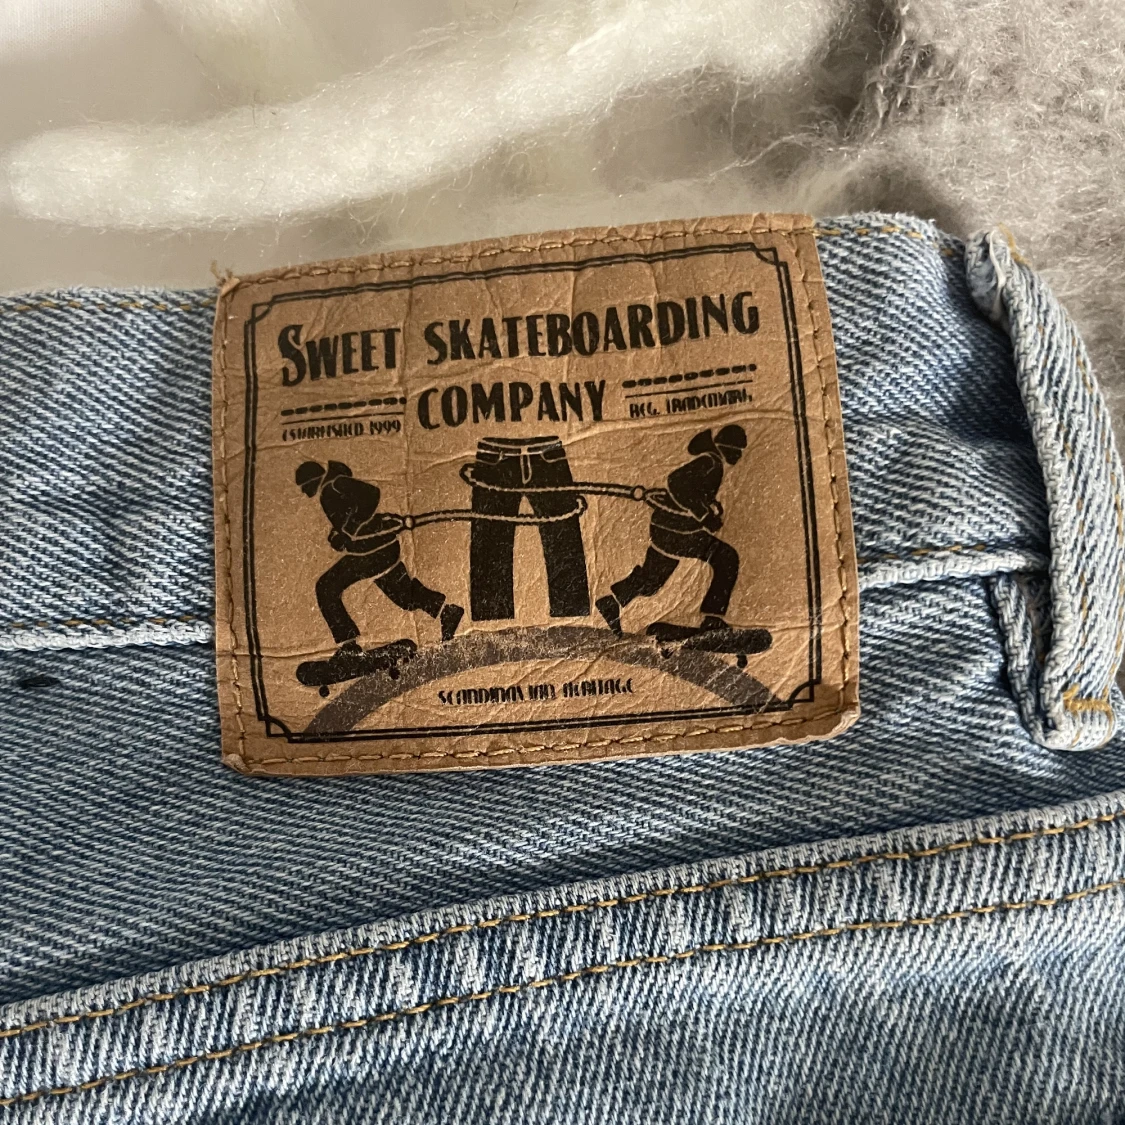 SWEET SKATEBOARDING
COMPANY
ESTABLISHED 1999
REG. TRADEMARK
SCANDINAVIAN HERITAGE